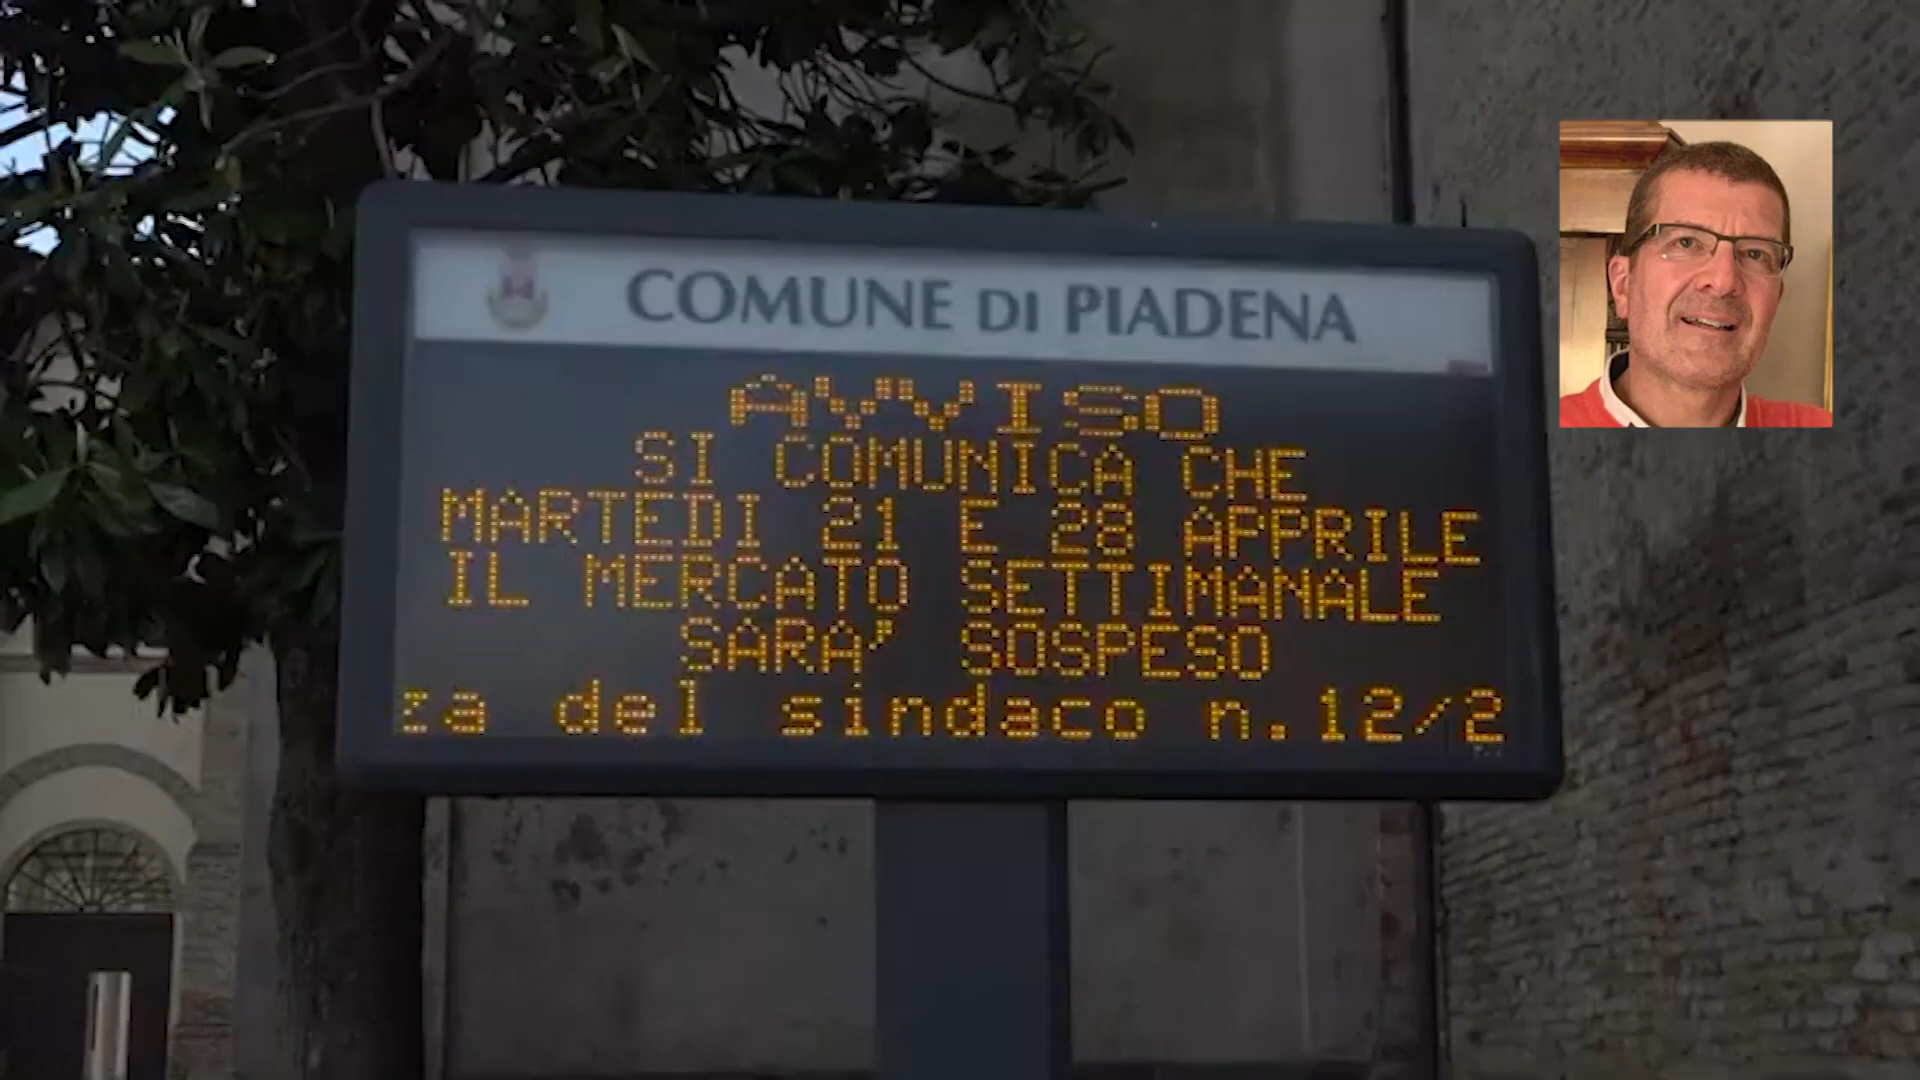 COMUNE DI PIADENA
AVVISO
SI COMUNICA CHE
MARTEDI 21 E 28 APPRILE
IL MERCATO SETTIMANALE
SARA' SOSPESO
za del sindaco n.12/2